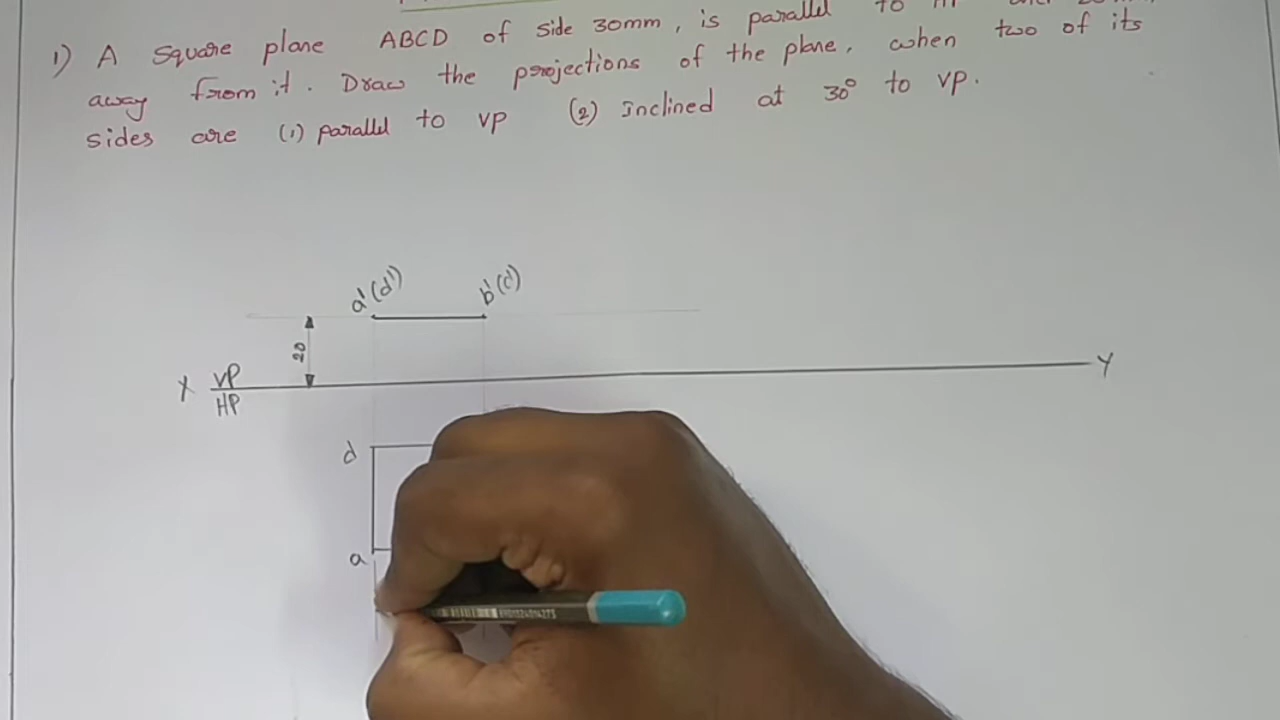 1) A square plane ABCD of side 30mm, is parallel to
away from it. Draw the projections of the plane, when two of its
sides are (1) parallel to VP (2) Inclined at 30° to VP.
a'(d') b'(c')
20
X VP Y
HP
d
a